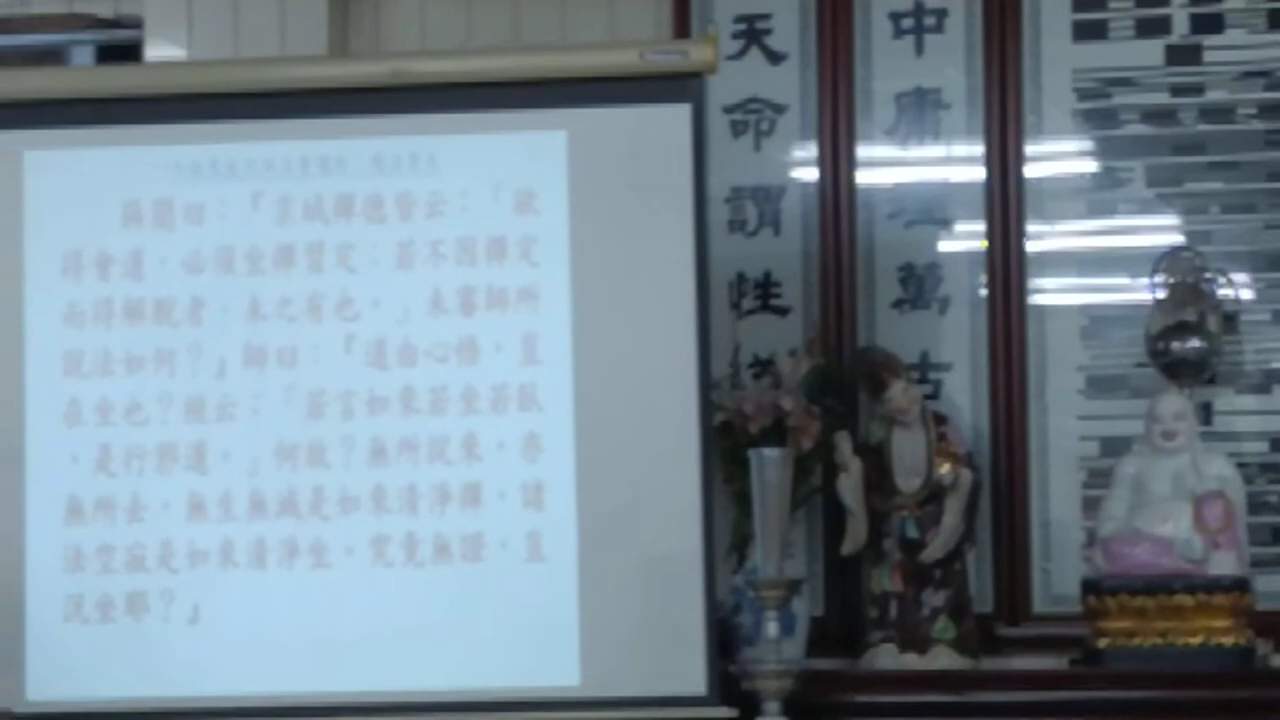 薛簡曰：「京城禪德皆云：「欲
得會道，必須坐禪習定；若不因禪定
而得解脫者，未之有也。」未審師所
說法如何？」師曰：「道由心悟，豈
在坐也？經云：「若言如來若坐若臥
，是行邪道。」何故？無所從來，亦
無所去，無生無滅是如來清淨禪，諸
法空寂是如來清淨坐。究竟無證，豈
況坐耶？」
天命謂性
中庸
萬古